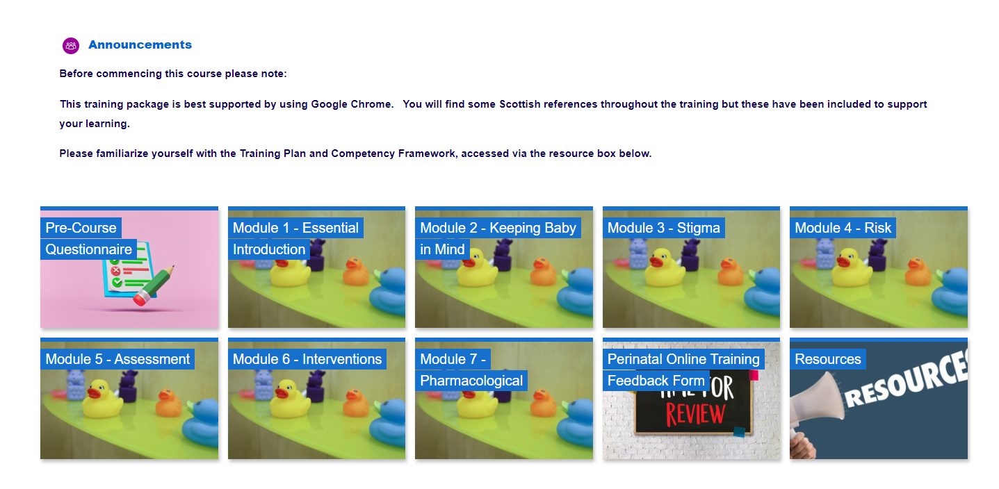 Announcements
Before commencing this course please note:
This training package is best supported by using Google Chrome.   You will find some Scottish references throughout the training but these have been included to support
your learning.
Please familiarize yourself with the Training Plan and Competency Framework, accessed via the resource box below.
Pre-Course
Questionnaire
Module 1 - Essential
Introduction
Module 2 - Keeping Baby
in Mind
Module 3 - Stigma
Module 4 - Risk
Module 5 - Assessment
Module 6 - Interventions
Module 7 -
Pharmacological
Perinatal Online Training
Feedback Form
FOR
REVIEW
Resources
RESOURCES